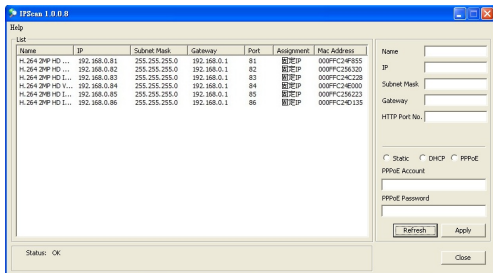 IPScan 1.0.0.8
Help
List
Name IP Subnet Mask Gateway Port Assignment Mac Address
H.264 2MP HD ... 192.168.0.81 255.255.255.0 192.168.0.1 81 固定IP 000FFC24F855
H.264 2MP HD ... 192.168.0.82 255.255.255.0 192.168.0.1 82 固定IP 000FFC256320
H.264 2MP HD I... 192.168.0.83 255.255.255.0 192.168.0.1 83 固定IP 000FFC24C228
H.264 2MP HD V... 192.168.0.84 255.255.255.0 192.168.0.1 84 固定IP 000FFC24E000
H.264 2MB HD I... 192.168.0.85 255.255.255.0 192.168.0.1 85 固定IP 000FFC256223
H.264 2MP HD I... 192.168.0.86 255.255.255.0 192.168.0.1 86 固定IP 000FFC24D135
Name
IP
Subnet Mask
Gateway
HTTP Port No.
Static DHCP PPPoE
PPPoE Account
PPPoE Password
Refresh Apply
Status: OK
Close